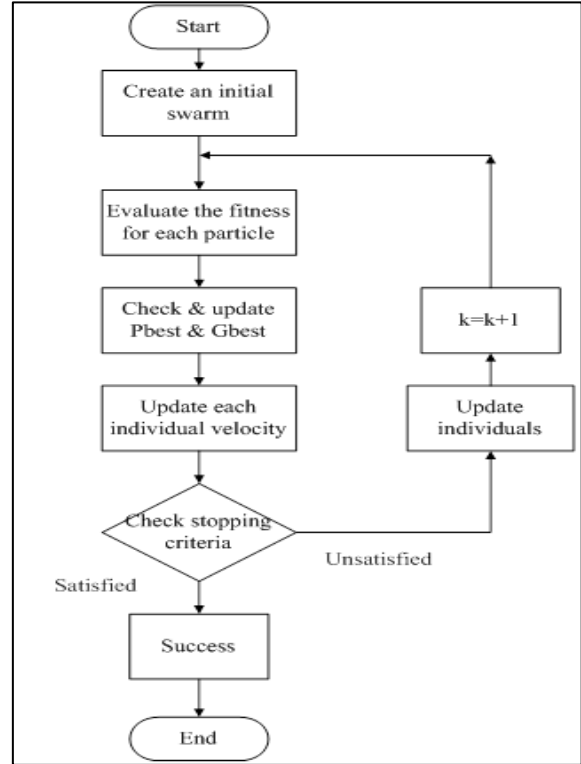 Start
Create an initial
swarm
Evaluate the fitness
for each particle
Check & update
Pbest & Gbest
k=k+1
Update each
individual velocity
Update
individuals
Check stopping
criteria
Unsatisfied
Satisfied
Success
End